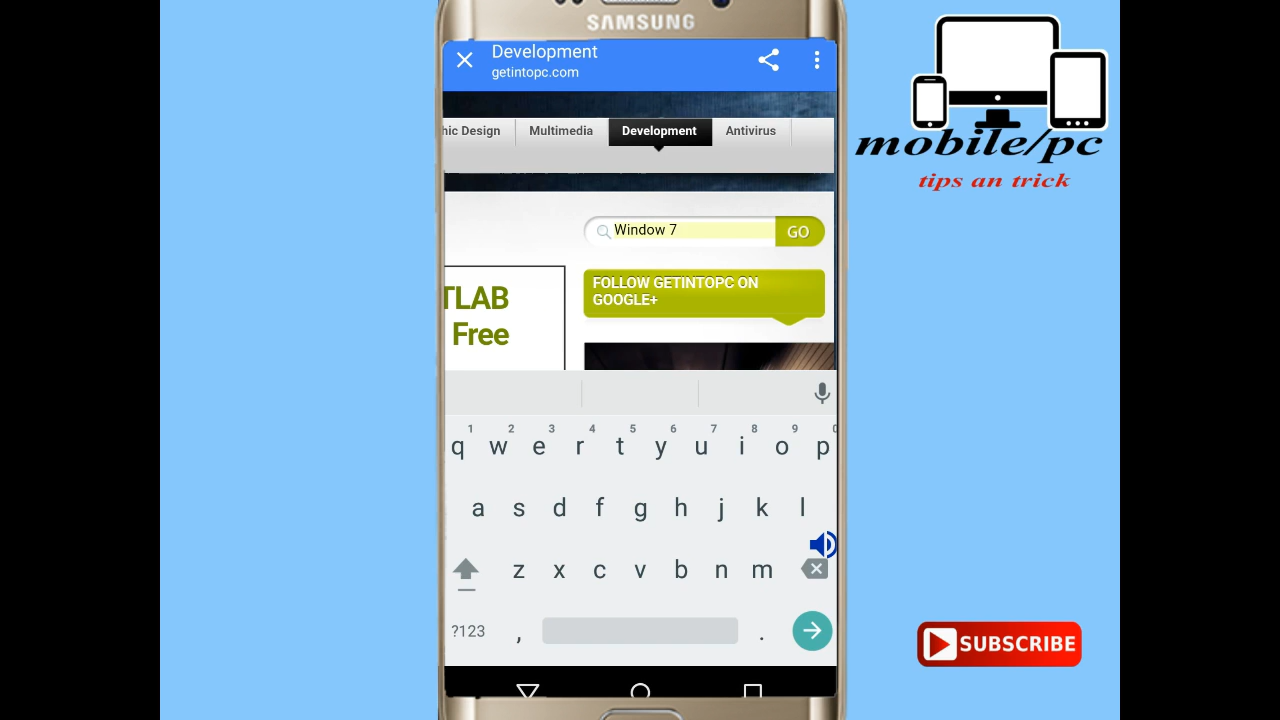 SAMSUNG
Development
getintopc.com
hic Design Multimedia Development Antivirus
Window 7 GO
FOLLOW GETINTOPC ON
GOOGLE+
TLAB
Free
1 2 3 4 5 6 7 8 9 0
q w e r t y u i o p
a s d f g h j k l
z x c v b n m
?123 , .
mobile/pc
tips an trick
SUBSCRIBE